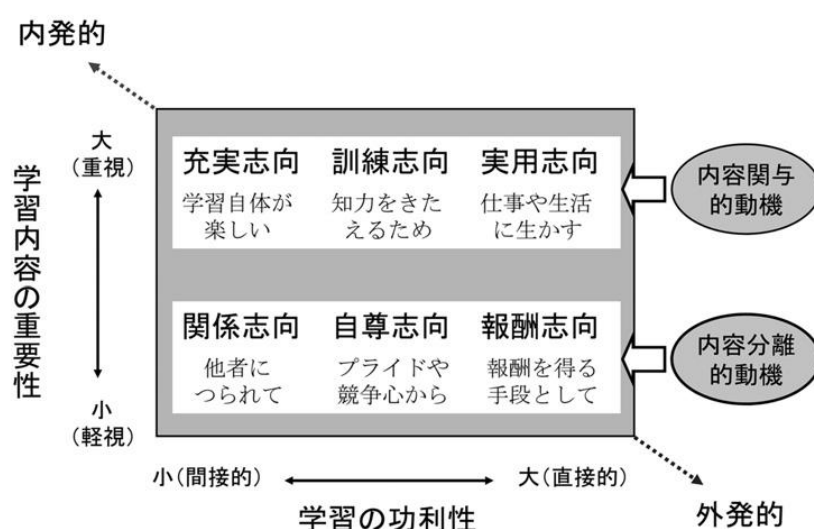 内発的
大
(重視)
学習内容の重要性
小
(軽視)
充実志向
学習自体が
楽しい
訓練志向
知力をきた
えるため
実用志向
仕事や生活
に生かす
内容関与
的動機
関係志向
他者に
つられて
自尊志向
プライドや
競争心から
報酬志向
報酬を得る
手段として
内容分離
的動機
小(間接的)
大(直接的)
学習の功利性
外発的